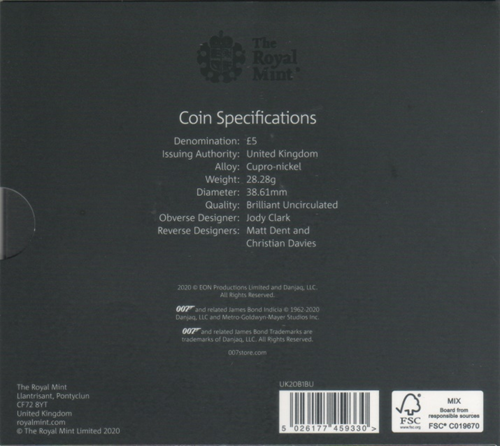 The
Royal
Mint®
Coin Specifications
Denomination: £5
Issuing Authority: United Kingdom
Alloy: Cupro-nickel
Weight: 28.28g
Diameter: 38.61mm
Quality: Brilliant Uncirculated
Obverse Designer: Jody Clark
Reverse Designers: Matt Dent and
Christian Davies
2020 © EON Productions Limited and Danjaq, LLC.
All Rights Reserved.
007 and related James Bond Indicia © 1962-2020
Danjaq, LLC and Metro-Goldwyn-Mayer Studios Inc.
007 and related James Bond Trademarks are
trademarks of Danjaq, LLC. All Rights Reserved.
007store.com
The Royal Mint
Llantrisant, Pontyclun
CF72 8YT
United Kingdom
royalmint.com
© The Royal Mint Limited 2020
UK20B1BU
5 026177 459330 >
FSC
www.fsc.org
MIX
Board from
responsible sources
FSC® C019670